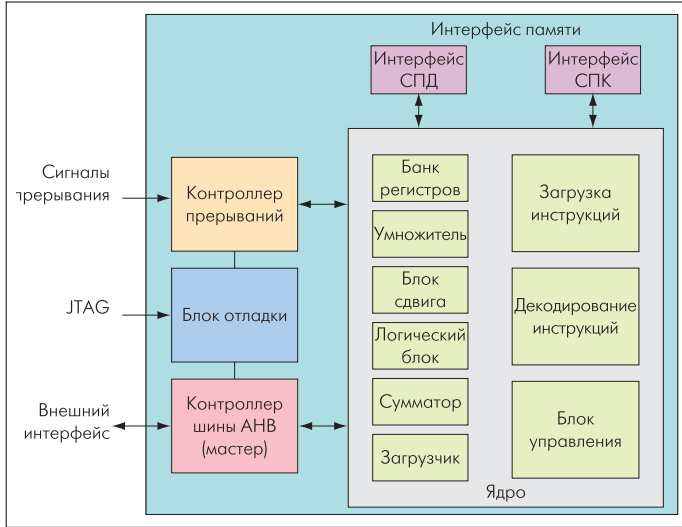 Интерфейс памяти
Интерфейс
СПД
Интерфейс
СПК
Сигналы
прерывания
Контроллер
прерываний
JTAG
Блок отладки
Внешний
интерфейс
Контроллер
шины AHB
(мастер)
Банк
регистров
Умножитель
Блок
сдвига
Логический
блок
Сумматор
Загрузчик
Загрузка
инструкций
Декодирование
инструкций
Блок
управления
Ядро